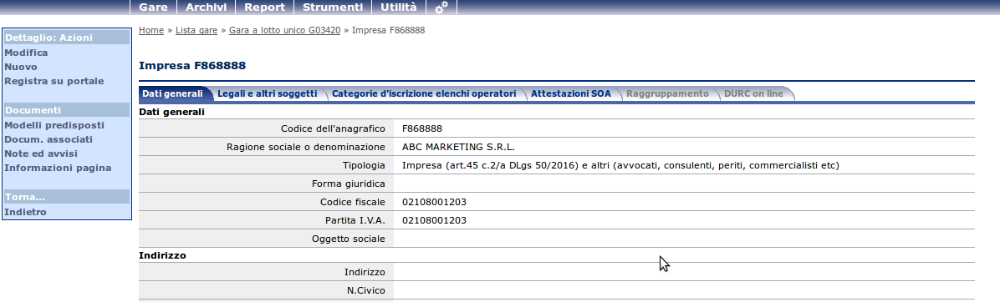 Gare Archivi Report Strumenti Utilità
Home » Lista gare » Gara a lotto unico G03420 » Impresa F868888
Dettaglio: Azioni
Modifica
Nuovo
Registra su portale
Documenti
Modelli predisposti
Docum. associati
Note ed avvisi
Informazioni pagina
Torna...
Indietro
Impresa F868888
Dati generali Legali e altri soggetti Categorie d'iscrizione elenchi operatori Attestazioni SOA Raggruppamento DURC on line
Dati generali
Codice dell'anagrafico F868888
Ragione sociale o denominazione ABC MARKETING S.R.L.
Tipologia Impresa (art.45 c.2/a DLgs 50/2016) e altri (avvocati, consulenti, periti, commercialisti etc)
Forma giuridica
Codice fiscale 02108001203
Partita I.V.A. 02108001203
Oggetto sociale
Indirizzo
Indirizzo
N.Civico